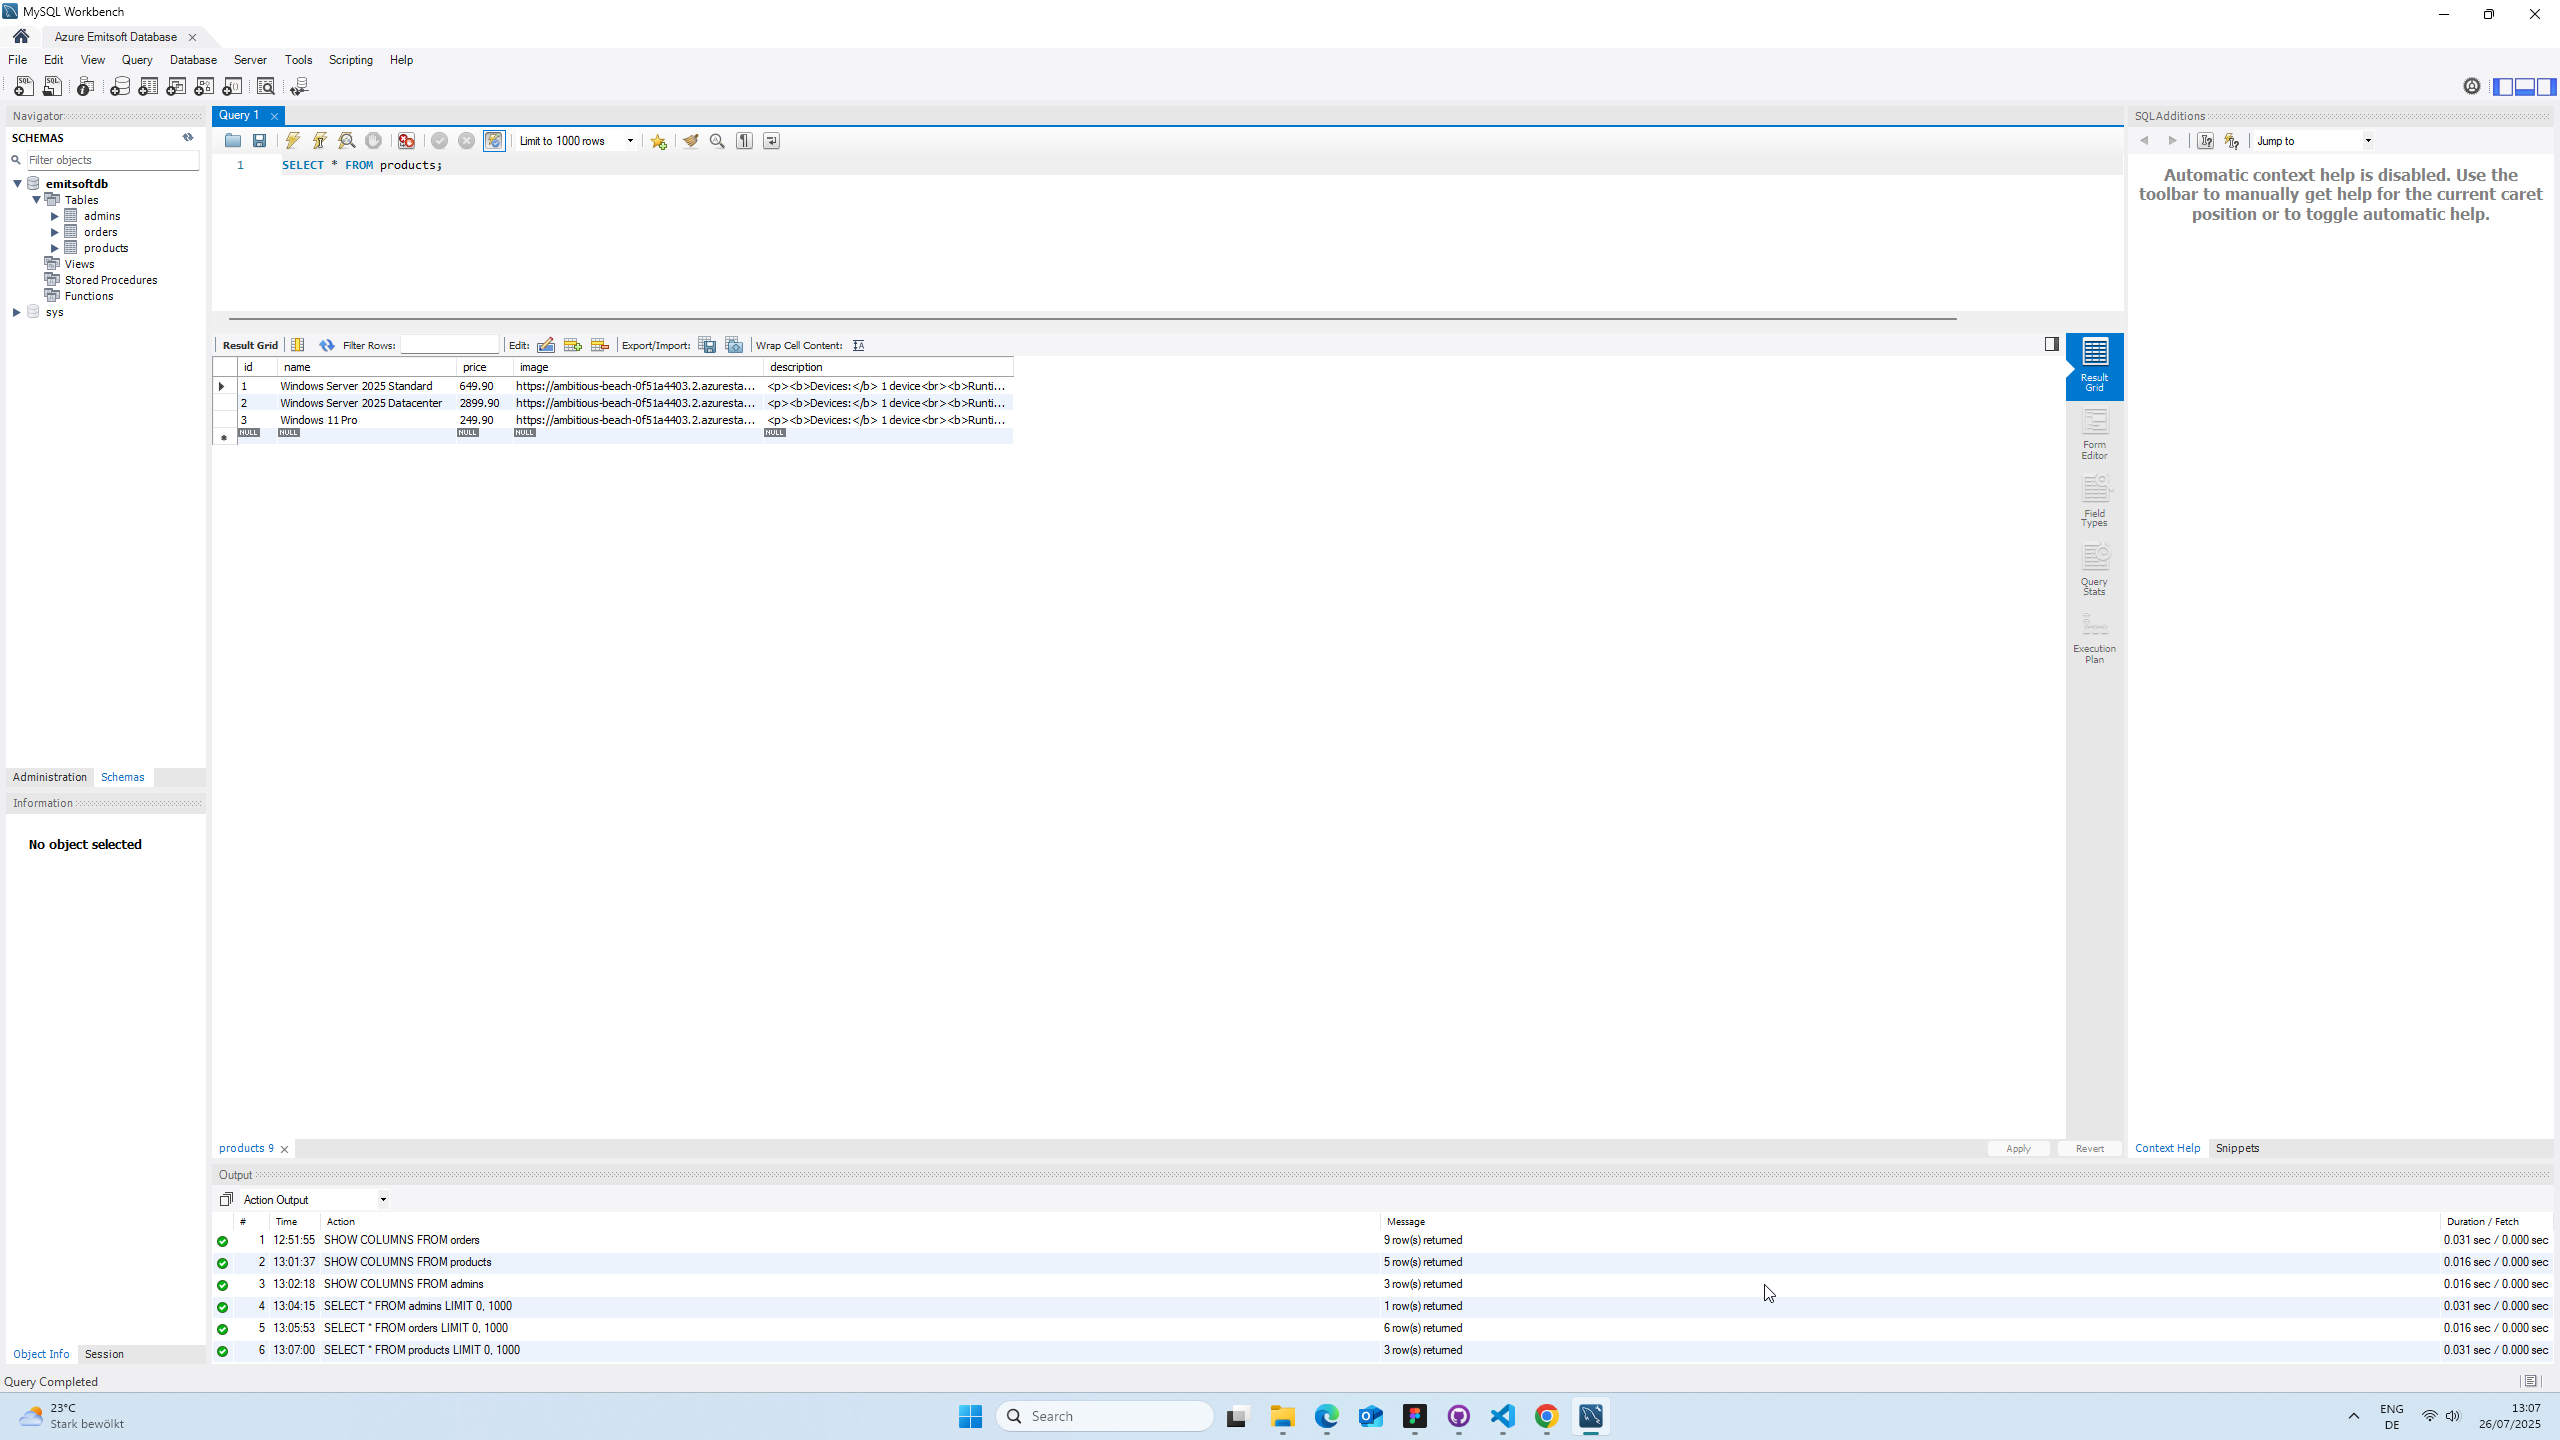 MySQL Workbench
Azure Emitsoft Database
File Edit View Query Database Server Tools Scripting Help
Navigator
SCHEMAS
Filter objects
emitsoftdb
Tables
admins
orders
products
Views
Stored Procedures
Functions
sys
Administration Schemas
Information
No object selected
Object Info Session
Query 1
Limit to 1000 rows
1 SELECT * FROM products;
Result Grid Filter Rows: Edit: Export/Import: Wrap Cell Content:
id name price image description
1 Windows Server 2025 Standard 649.90 https://ambitious-beach-0f51a4403.2.azuresta... <p><b>Devices:</b> 1 device<br><b>Runti...
2 Windows Server 2025 Datacenter 2899.90 https://ambitious-beach-0f51a4403.2.azuresta... <p><b>Devices:</b> 1 device<br><b>Runti...
3 Windows 11 Pro 249.90 https://ambitious-beach-0f51a4403.2.azuresta... <p><b>Devices:</b> 1 device<br><b>Runti...
NULL NULL NULL NULL NULL
Result
Grid
Form
Editor
Field
Types
Query
Stats
Execution
Plan
products 9
Apply Revert
SQLAdditions
Jump to
Automatic context help is disabled. Use the
toolbar to manually get help for the current caret
position or to toggle automatic help.
Context Help Snippets
Output
Action Output
# Time Action Message Duration / Fetch
1 12:51:55 SHOW COLUMNS FROM orders 9 row(s) returned 0.031 sec / 0.000 sec
2 13:01:37 SHOW COLUMNS FROM products 5 row(s) returned 0.016 sec / 0.000 sec
3 13:02:18 SHOW COLUMNS FROM admins 3 row(s) returned 0.016 sec / 0.000 sec
4 13:04:15 SELECT * FROM admins LIMIT 0, 1000 1 row(s) returned 0.031 sec / 0.000 sec
5 13:05:53 SELECT * FROM orders LIMIT 0, 1000 6 row(s) returned 0.016 sec / 0.000 sec
6 13:07:00 SELECT * FROM products LIMIT 0, 1000 3 row(s) returned 0.031 sec / 0.000 sec
Query Completed
23°C
Stark bewölkt
Search
ENG
DE
13:07
26/07/2025